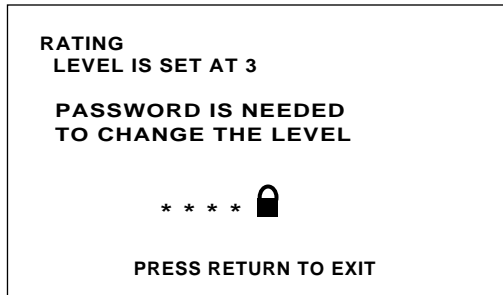 RATING
LEVEL IS SET AT 3
PASSWORD IS NEEDED
TO CHANGE THE LEVEL
* * * *
PRESS RETURN TO EXIT